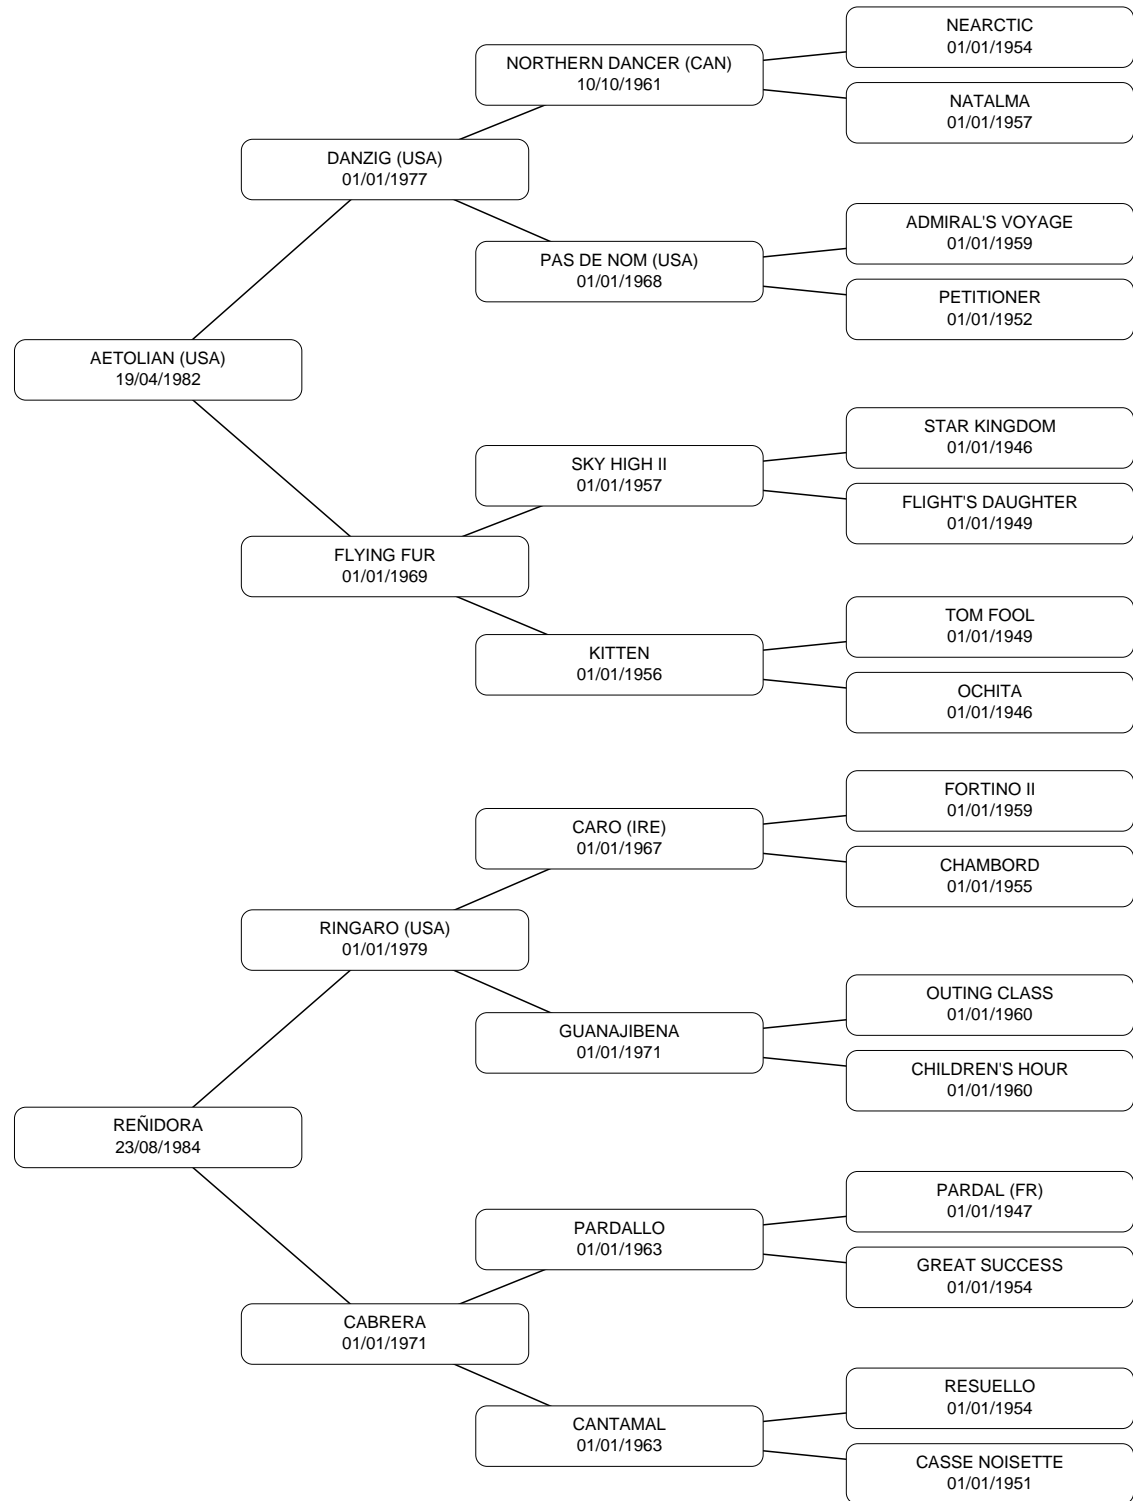 NEARCTIC
01/01/1954
NORTHERN DANCER (CAN)
10/10/1961
NATALMA
01/01/1957
DANZIG (USA)
01/01/1977
ADMIRAL'S VOYAGE
01/01/1959
PAS DE NOM (USA)
01/01/1968
PETITIONER
01/01/1952
AETOLIAN (USA)
19/04/1982
STAR KINGDOM
01/01/1946
SKY HIGH II
01/01/1957
FLIGHT'S DAUGHTER
01/01/1949
FLYING FUR
01/01/1969
TOM FOOL
01/01/1949
KITTEN
01/01/1956
OCHITA
01/01/1946
FORTINO II
01/01/1959
CARO (IRE)
01/01/1967
CHAMBORD
01/01/1955
RINGARO (USA)
01/01/1979
OUTING CLASS
01/01/1960
GUANAJIBENA
01/01/1971
CHILDREN'S HOUR
01/01/1960
REÑIDORA
23/08/1984
PARDAL (FR)
01/01/1947
PARDALLO
01/01/1963
GREAT SUCCESS
01/01/1954
CABRERA
01/01/1971
RESUELLO
01/01/1954
CANTAMAL
01/01/1963
CASSE NOISETTE
01/01/1951